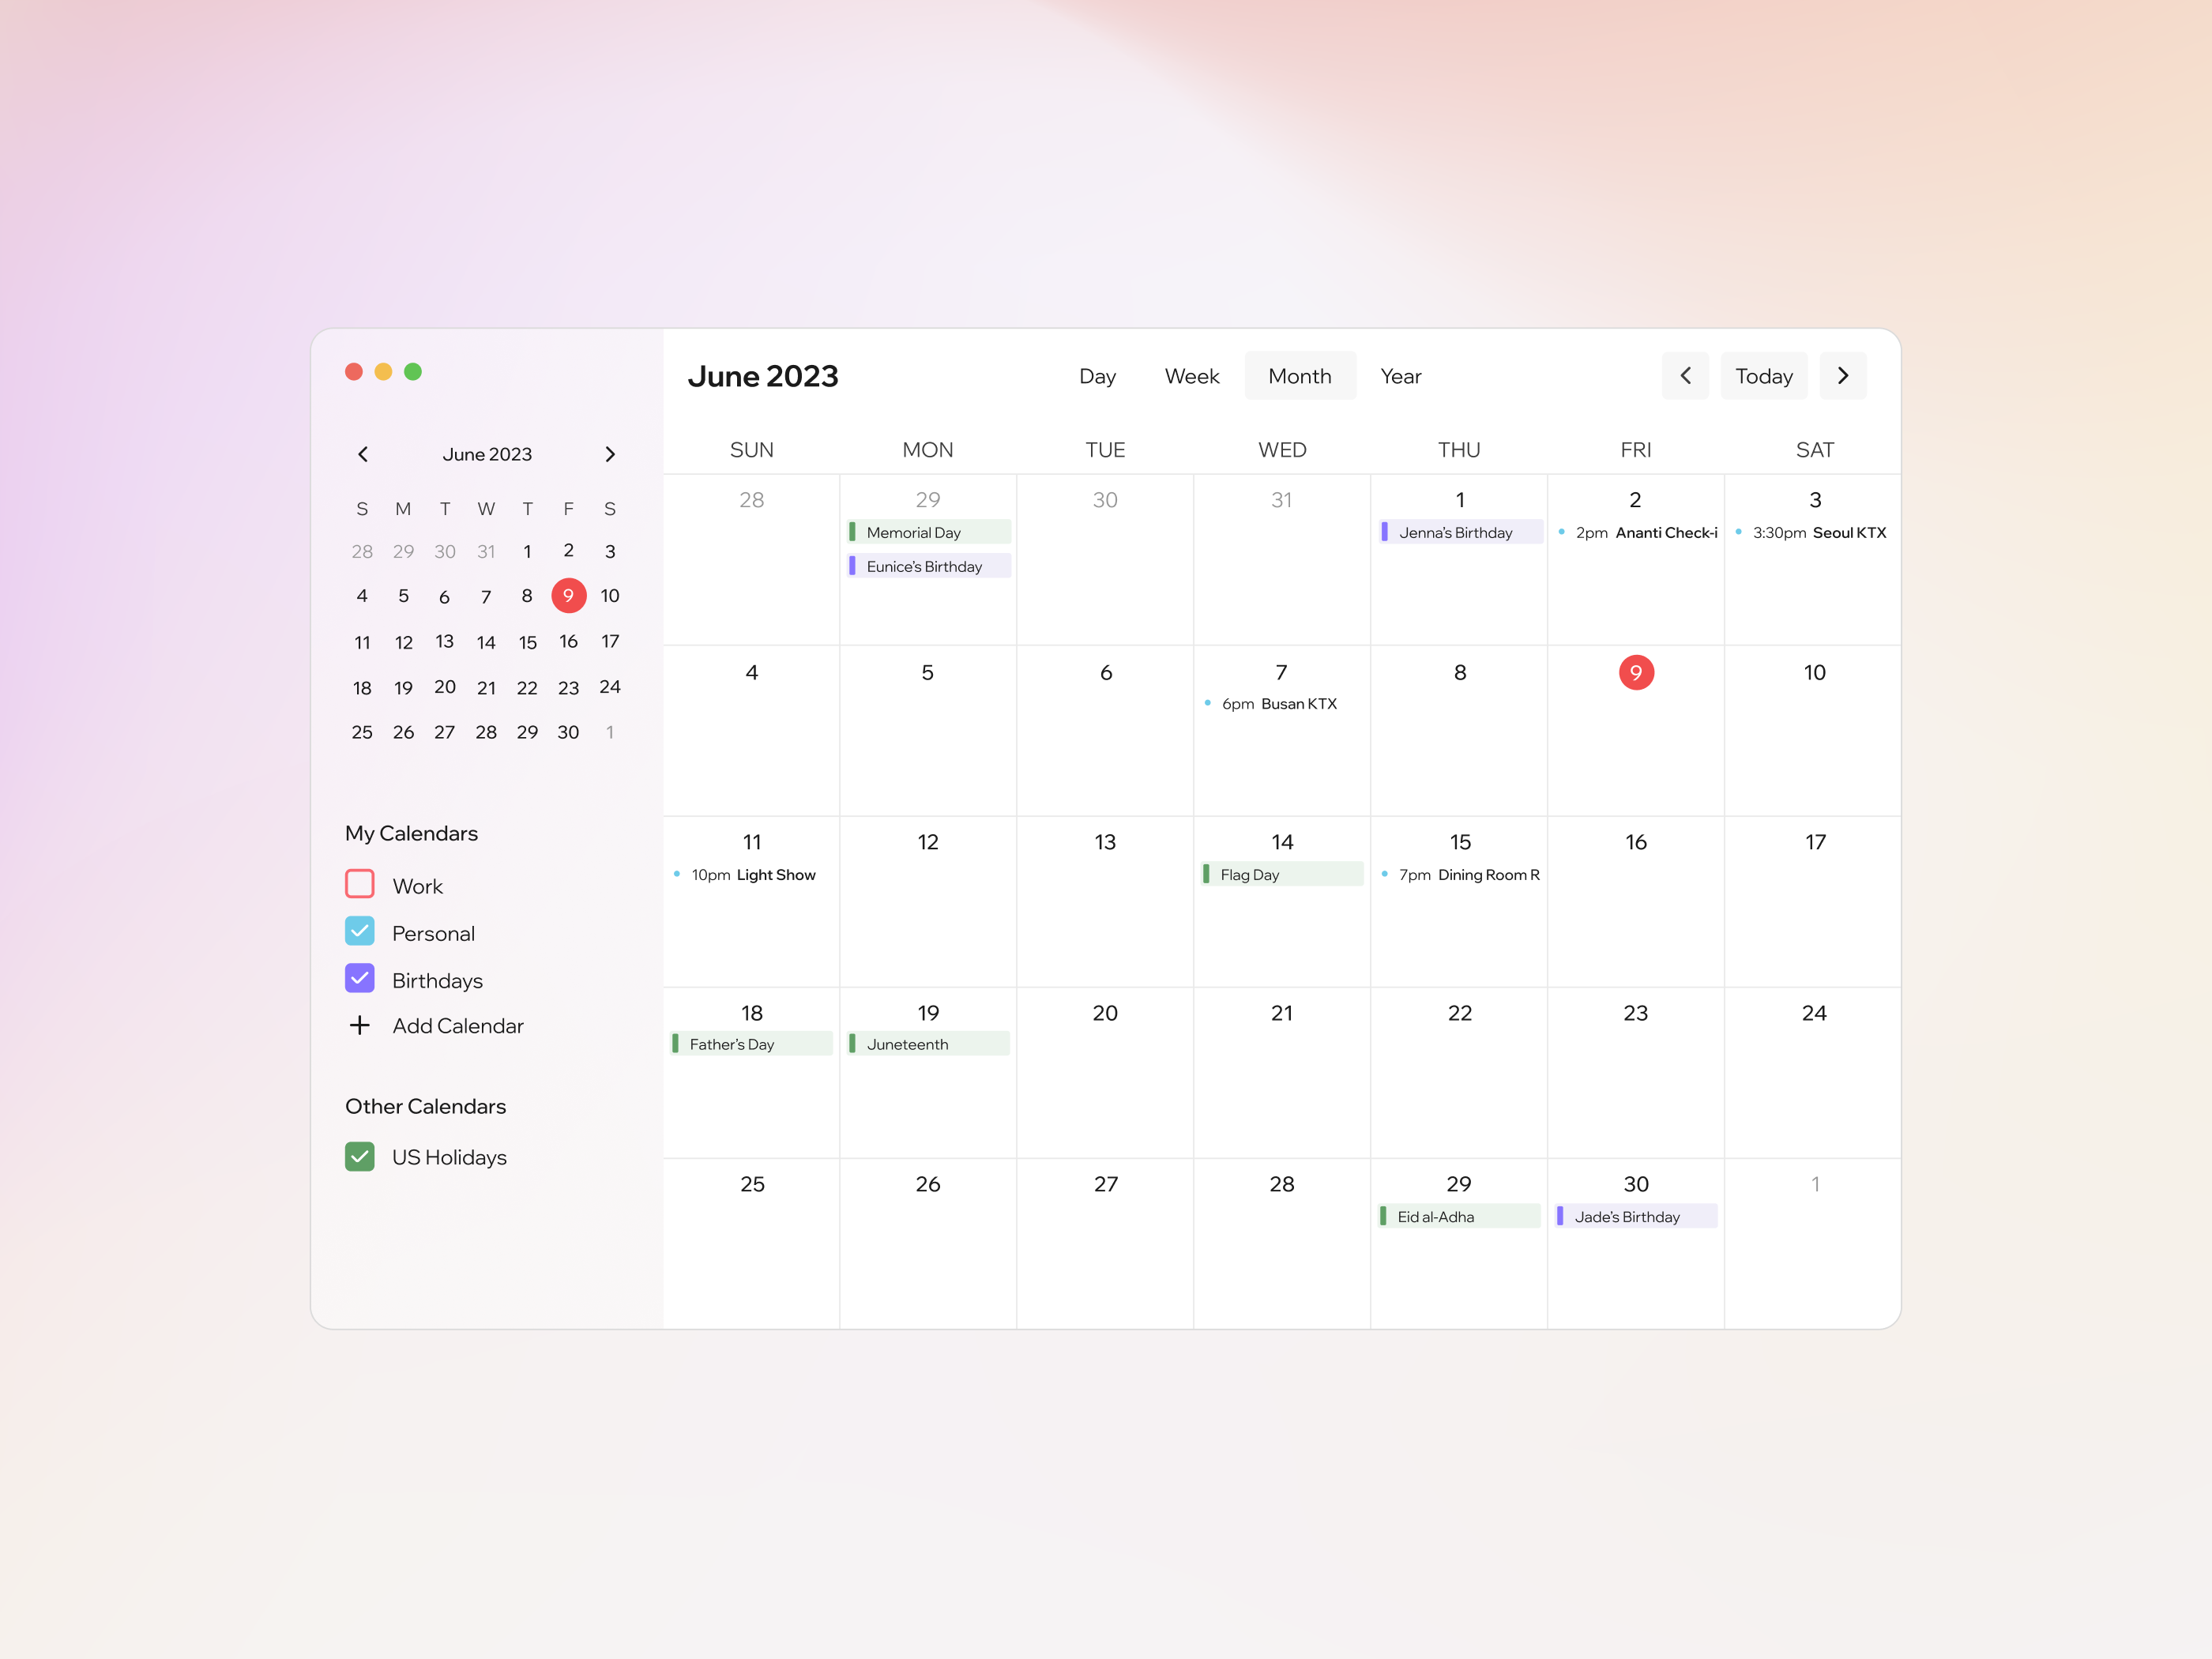 June 2023
S M T W T F S
28 29 30 31 1 2 3
4 5 6 7 8 9 10
11 12 13 14 15 16 17
18 19 20 21 22 23 24
25 26 27 28 29 30 1
My Calendars
Work
Personal
Birthdays
Add Calendar
Other Calendars
US Holidays
June 2023
Day Week Month Year
Today
SUN MON TUE WED THU FRI SAT
28 29 30 31 1 2 3
Memorial Day Jenna’s Birthday 2pm Ananti Check-i 3:30pm Seoul KTX
Eunice’s Birthday
4 5 6 7 8 9 10
6pm Busan KTX
11 12 13 14 15 16 17
10pm Light Show Flag Day 7pm Dining Room R
18 19 20 21 22 23 24
Father’s Day Juneteenth
25 26 27 28 29 30 1
Eid al-Adha Jade’s Birthday